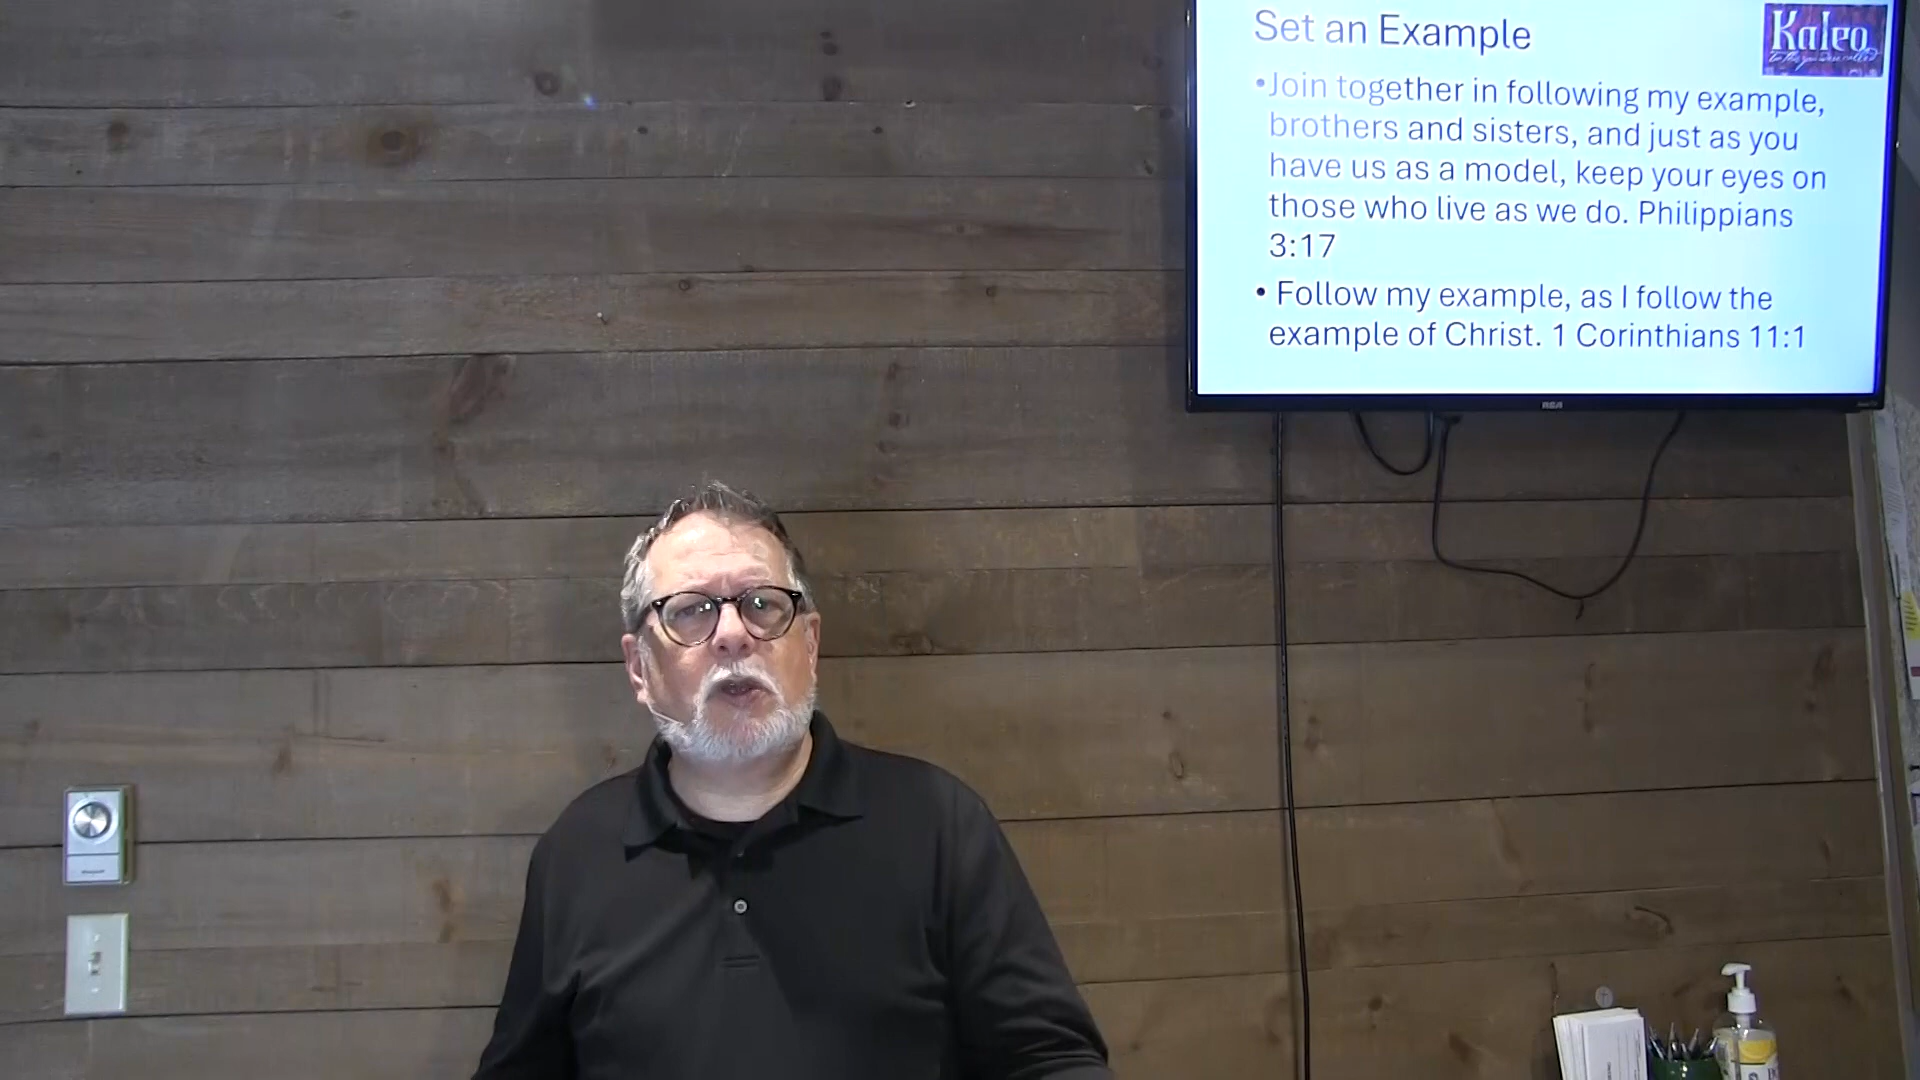 Set an Example
Kaleo
•Join together in following my example,
brothers and sisters, and just as you
have us as a model, keep your eyes on
those who live as we do. Philippians
3:17
• Follow my example, as I follow the
example of Christ. 1 Corinthians 11:1
RCA